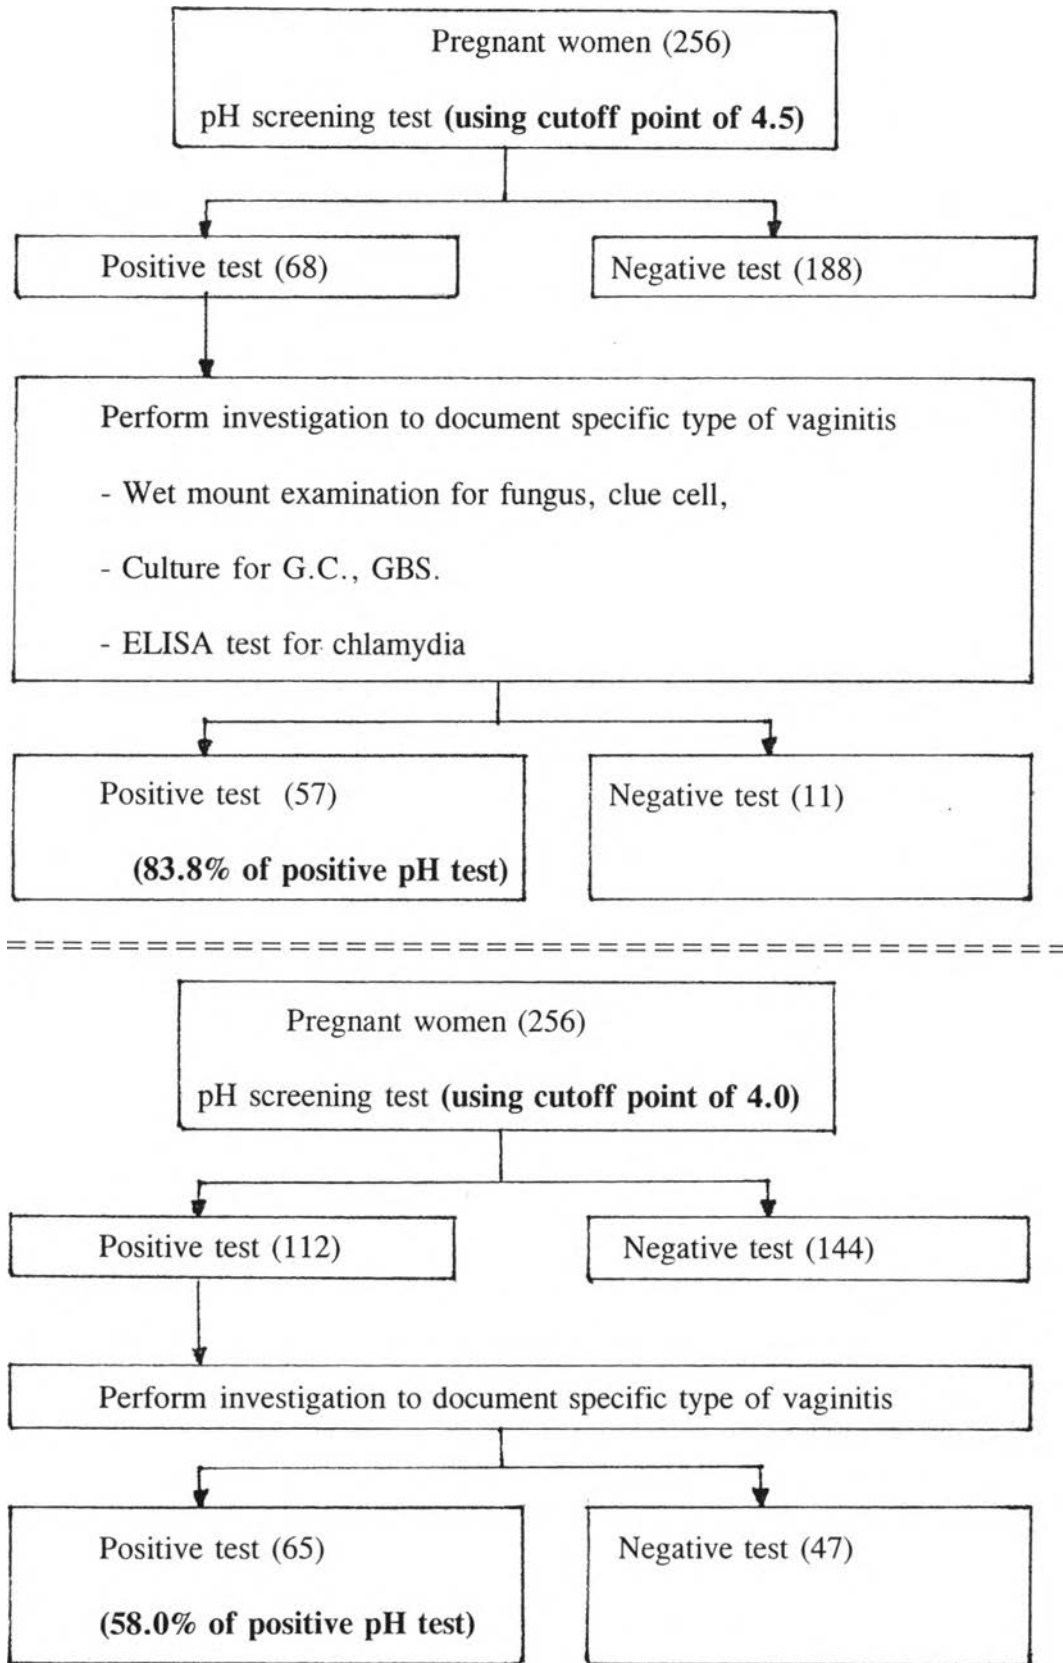 Pregnant women (256)
pH screening test (using cutoff point of 4.5)
Positive test (68)
Negative test (188)
Perform investigation to document specific type of vaginitis
- Wet mount examination for fungus, clue cell,
- Culture for G.C., GBS.
- ELISA test for chlamydia
Positive test (57)
(83.8% of positive pH test)
Negative test (11)
Pregnant women (256)
pH screening test (using cutoff point of 4.0)
Positive test (112)
Negative test (144)
Perform investigation to document specific type of vaginitis
Positive test (65)
(58.0% of positive pH test)
Negative test (47)